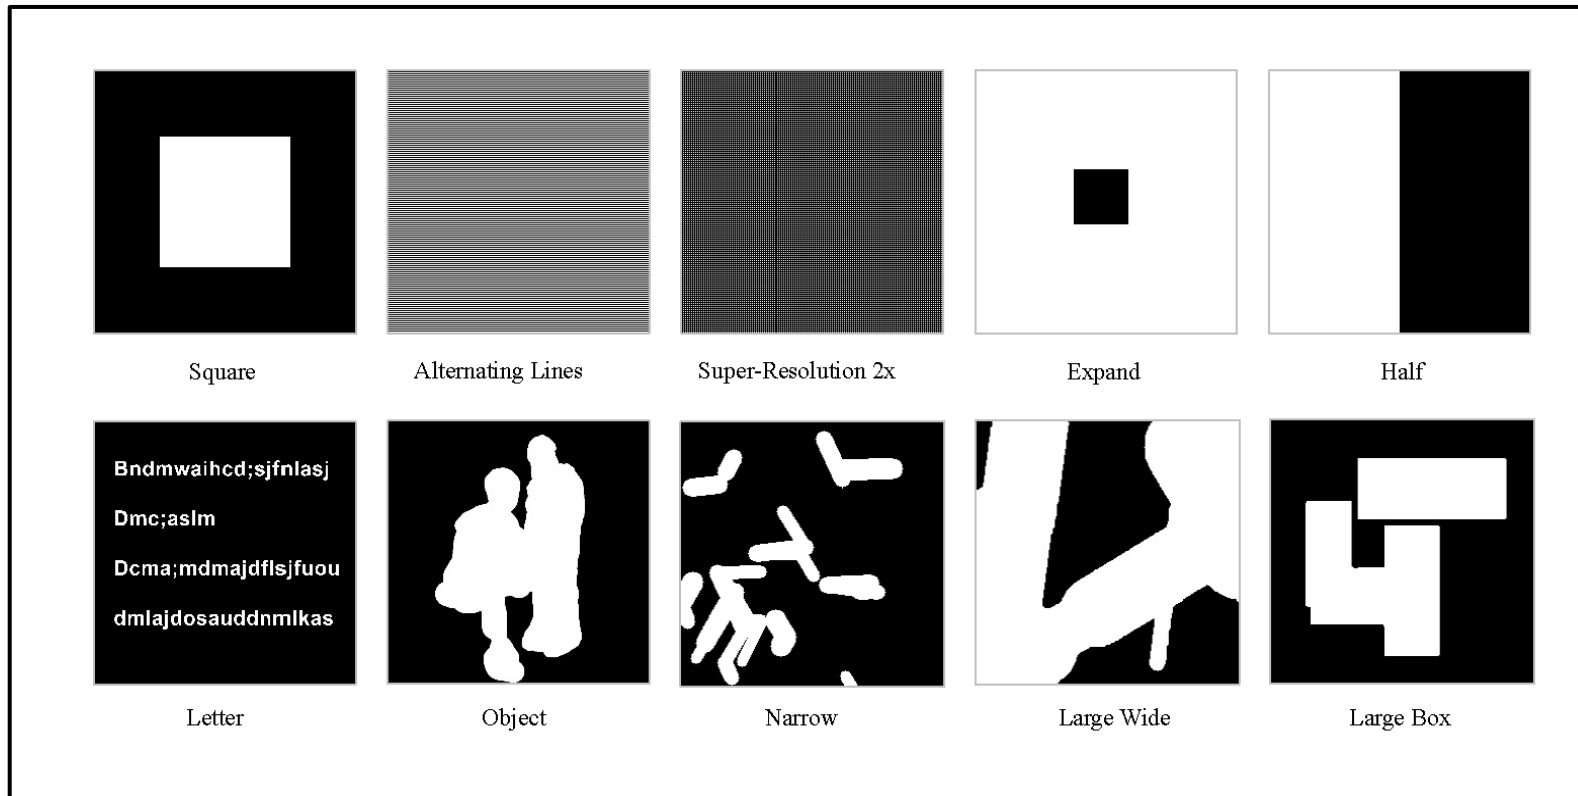 Square
Alternating Lines
Super-Resolution 2x
Expand
Half
Bndmwaihcd;sjfnlasj
Dmc;aslm
Dcma;mdmajdflsjfuou
dmlajdosauddnmlkas
Letter
Object
Narrow
Large Wide
Large Box